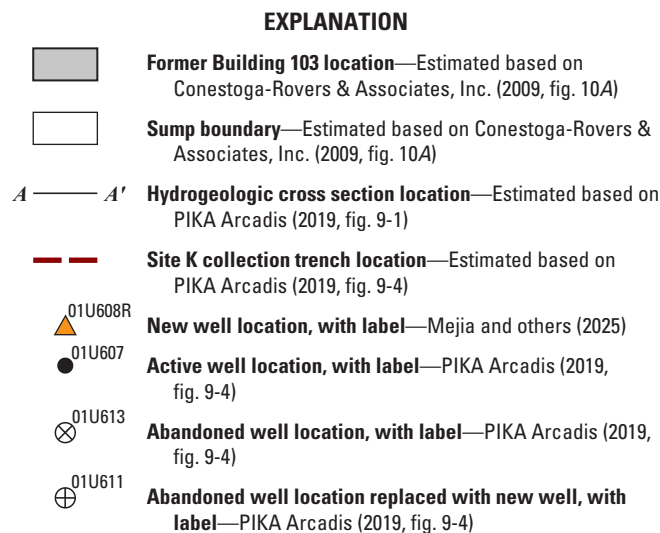 EXPLANATION
Former Building 103 location—Estimated based on
Conestoga-Rovers & Associates, Inc. (2009, fig. 10A)
Sump boundary—Estimated based on Conestoga-Rovers &
Associates, Inc. (2009, fig. 10A)
A A' Hydrogeologic cross section location—Estimated based on
PIKA Arcadis (2019, fig. 9-1)
Site K collection trench location—Estimated based on
PIKA Arcadis (2019, fig. 9-4)
01U608R New well location, with label—Mejia and others (2025)
01U607 Active well location, with label—PIKA Arcadis (2019,
fig. 9-4)
01U613 Abandoned well location, with label—PIKA Arcadis (2019,
fig. 9-4)
01U611 Abandoned well location replaced with new well, with
label—PIKA Arcadis (2019, fig. 9-4)